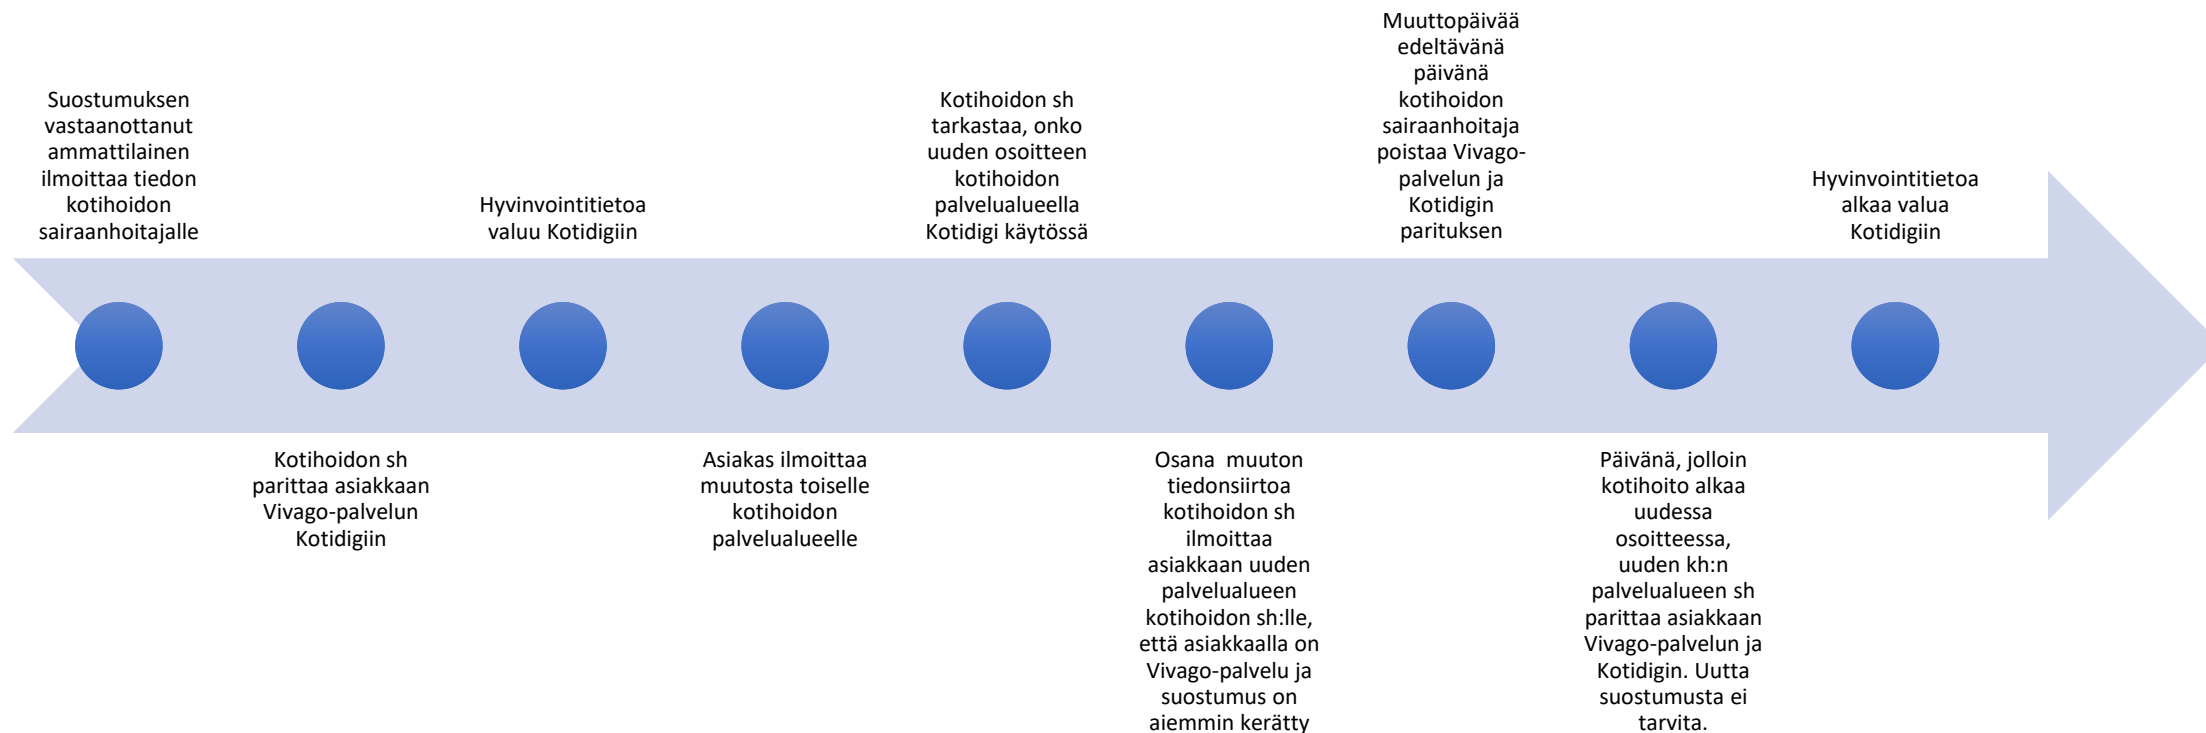 Suostumuksen
vastaanottanut
ammattilainen
ilmoittaa tiedon
kotihoidon
sairaanhoitajalle
Kotihoidon sh
parittaa asiakkaan
Vivago-palvelun
Kotidigiin
Hyvinvointitietoa
valuu Kotidigiin
Asiakas ilmoittaa
muutosta toiselle
kotihoidon
palvelualueelle
Kotihoidon sh
tarkastaa, onko
uuden osoitteen
kotihoidon
palvelualueella
Kotidigi käytössä
Osana muuton
tiedonsiirtoa
kotihoidon sh
ilmoittaa
asiakkaan uuden
palvelualueen
kotihoidon sh:lle,
että asiakkaalla on
Vivago-palvelu ja
suostumus on
aiemmin kerätty
Muuttopäivää
edeltävänä
päivänä
kotihoidon
sairaanhoitaja
poistaa Vivago-
palvelun ja
Kotidigin
parituksen
Päivänä, jolloin
kotihoito alkaa
uudessa
osoitteessa,
uuden kh:n
palvelualueen sh
parittaa asiakkaan
Vivago-palvelun ja
Kotidigin. Uutta
suostumusta ei
tarvita.
Hyvinvointitietoa
alkaa valua
Kotidigiin